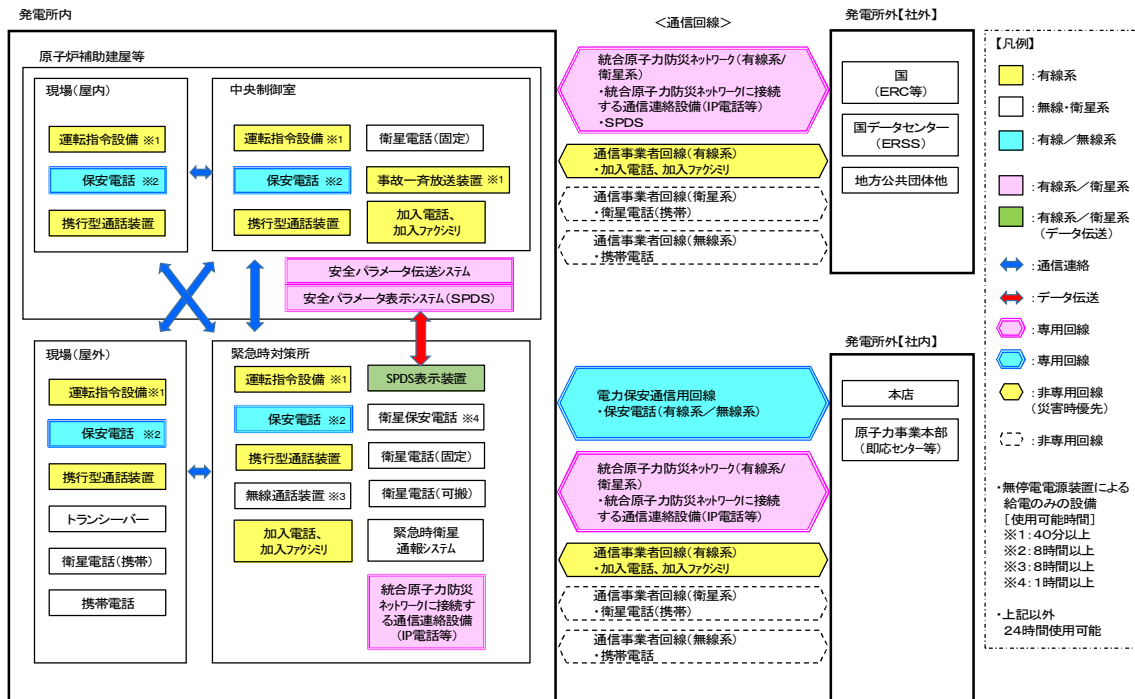 発電所内
原子炉補助建屋等
現場(屋内)
運転指令設備 ※1
保安電話 ※2
携行型通話装置
中央制御室
運転指令設備 ※1
保安電話 ※2
携行型通話装置
衛星電話(固定)
事故一斉放送装置 ※1
加入電話、
加入ファクシミリ
安全パラメータ伝送システム
安全パラメータ表示システム(SPDS)
現場(屋外)
運転指令設備※1
保安電話 ※2
携行型通話装置
トランシーバー
衛星電話(携帯)
携帯電話
緊急時対策所
運転指令設備 ※1
保安電話 ※2
携行型通話装置
無線通話装置 ※3
加入電話、
加入ファクシミリ
SPDS表示装置
衛星保安電話 ※4
衛星電話(固定)
衛星電話(可搬)
緊急時衛星
通報システム
統合原子力防災
ネットワークに接続す
る通信連絡設備
(IP電話等)
<通信回線>
統合原子力防災ネットワーク(有線系/
衛星系)
・統合原子力防災ネットワークに接続
する通信連絡設備(IP電話等)
・SPDS
通信事業者回線(有線系)
・加入電話、加入ファクシミリ
通信事業者回線(衛星系)
・衛星電話(携帯)
通信事業者回線(無線系)
・携帯電話
電力保安通信用回線
・保安電話(有線系/無線系)
統合原子力防災ネットワーク(有線系/
衛星系)
・統合原子力防災ネットワークに接続
する通信連絡設備(IP電話等)
通信事業者回線(有線系)
・加入電話、加入ファクシミリ
通信事業者回線(衛星系)
・衛星電話(携帯)
通信事業者回線(無線系)
・携帯電話
発電所外【社外】
国
(ERC等)
国データセンター
(ERSS)
地方公共団体他
発電所外【社内】
本店
原子力事業本部
(即応センター等)
【凡例】
:有線系
:無線・衛星系
:有線/無線系
:有線系/衛星系
:有線系/衛星系
(データ伝送)
:通信連絡
:データ伝送
:専用回線
:専用回線
:非専用回線
(災害時優先)
:非専用回線
・無停電電源装置による
給電のみの設備
[使用可能時間]
※1:40分以上
※2:8時間以上
※3:8時間以上
※4:1時間以上
・上記以外
24時間使用可能